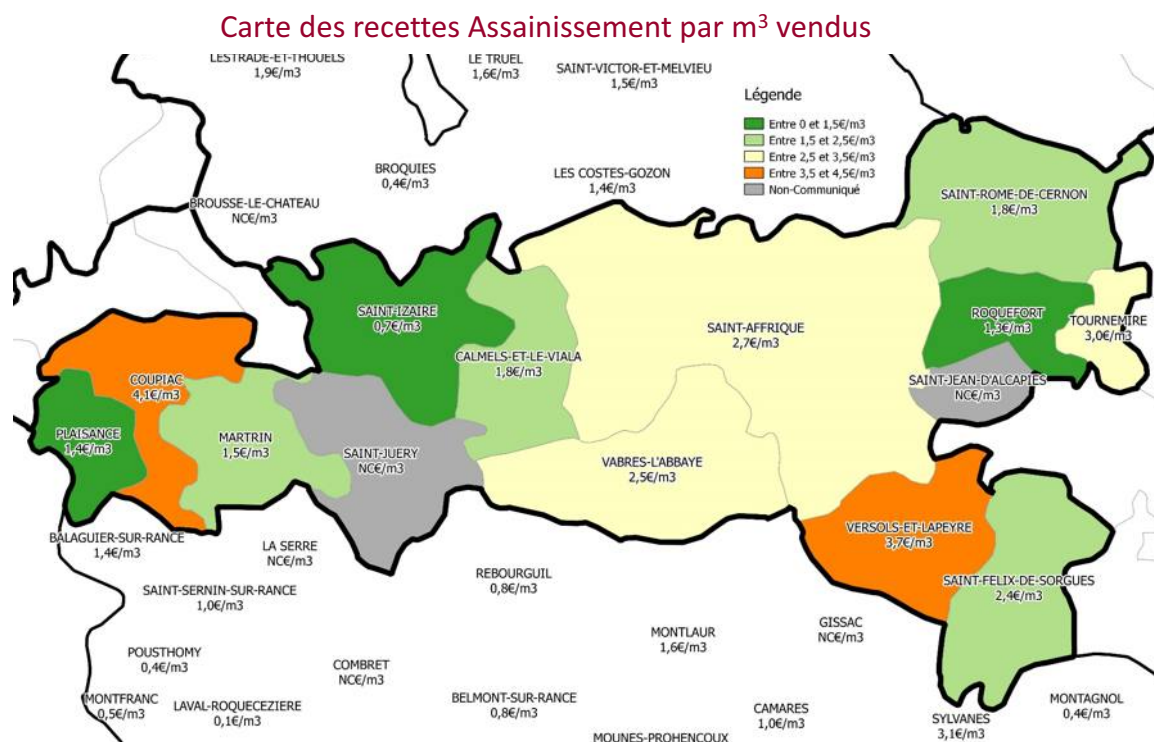 Carte des recettes Assainissement par m³ vendus
LESTRADE-ET-THOUELS
1,9€/m3
LE TRUEL
1,6€/m3
SAINT-VICTOR-ET-MELVIEU
1,5€/m3
Légende
Entre 0 et 1,5€/m3
Entre 1,5 et 2,5€/m3
Entre 2,5 et 3,5€/m3
Entre 3,5 et 4,5€/m3
Non-Communiqué
BROQUIES
0,4€/m3
LES COSTES-GOZON
1,4€/m3
BROUSSE-LE-CHATEAU
NC€/m3
SAINT-ROME-DE-CERNON
1,8€/m3
SAINT-IZAIRE
0,7€/m3
ROQUEFORT
1,3€/m3
TOURNEMIRE
3,0€/m3
SAINT-AFFRIQUE
2,7€/m3
CALMELS-ET-LE-VIALA
1,8€/m3
COUPIAC
4,1€/m3
SAINT-JEAN-D'ALCAPIES
NC€/m3
PLAISANCE
1,4€/m3
MARTRIN
1,5€/m3
SAINT-JUERY
NC€/m3
VABRES-L'ABBAYE
2,5€/m3
VERSOLS-ET-LAPEYRE
3,7€/m3
BALAGUIER-SUR-RANCE
1,4€/m3
LA SERRE
NC€/m3
REBOURGUIL
0,8€/m3
SAINT-FELIX-DE-SORGUES
2,4€/m3
SAINT-SERNIN-SUR-RANCE
1,0€/m3
GISSAC
NC€/m3
MONTLAUR
1,6€/m3
POUSTHOMY
0,4€/m3
COMBRET
NC€/m3
MONTFRANC
0,5€/m3
LAVAL-ROQUECEZIERE
0,1€/m3
BELMONT-SUR-RANCE
0,8€/m3
CAMARES
1,0€/m3
SYLVANES
3,1€/m3
MONTAGNOL
0,4€/m3
MOUNES-PROHENCOUX